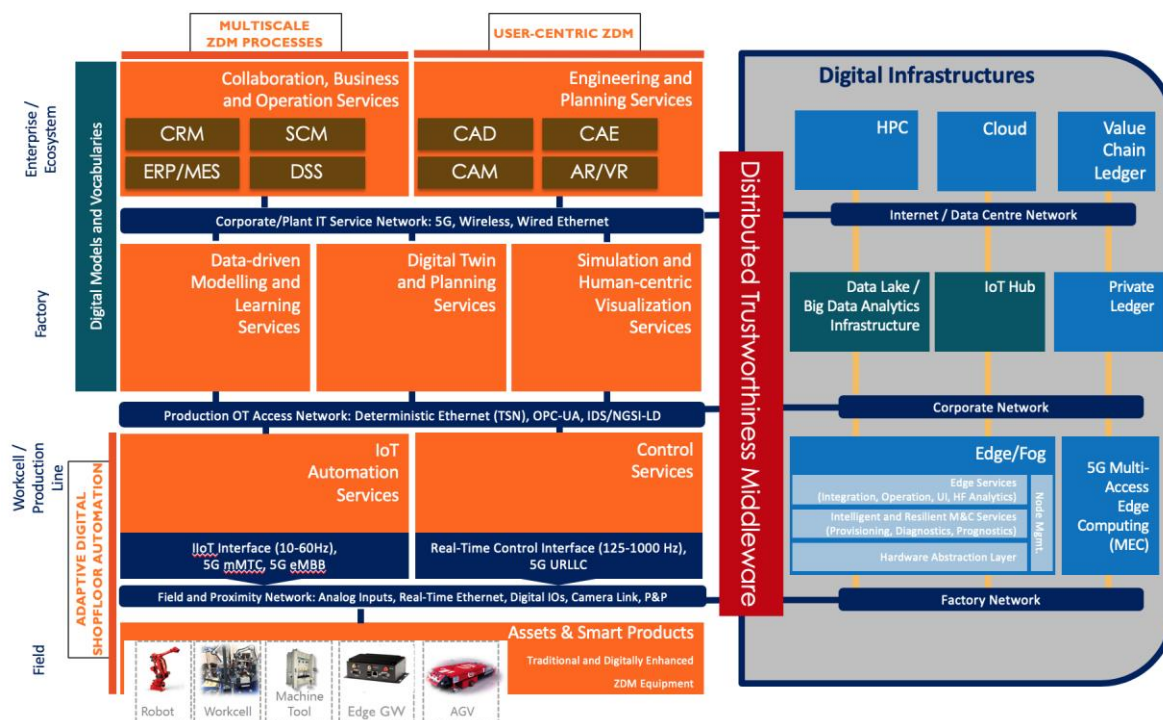 MULTISCALE
ZDM PROCESSES
USER-CENTRIC ZDM
Enterprise /
Ecosystem
Factory
Workcell /
Production
Line
Field
Digital Models and Vocabularies
ADAPTIVE DIGITAL
SHOPFLOOR AUTOMATION
Collaboration, Business
and Operation Services
CRM
SCM
ERP/MES
DSS
Engineering and
Planning Services
CAD
CAE
CAM
AR/VR
Corporate/Plant IT Service Network: 5G, Wireless, Wired Ethernet
Data-driven
Modelling and
Learning
Services
Digital Twin
and Planning
Services
Simulation and
Human-centric
Visualization
Services
Production OT Access Network: Deterministic Ethernet (TSN), OPC-UA, IDS/NGSI-LD
IoT
Automation
Services
Control
Services
IIoT Interface (10-60Hz),
5G mMTC, 5G eMBB
Real-Time Control Interface (125-1000 Hz),
5G URLLC
Field and Proximity Network: Analog Inputs, Real-Time Ethernet, Digital IOs, Camera Link, P&P
Assets & Smart Products
Traditional and Digitally Enhanced
ZDM Equipment
Robot
Workcell
Machine
Tool
Edge GW
AGV
Distributed Trustworthiness Middleware
Digital Infrastructures
HPC
Cloud
Value
Chain
Ledger
Internet / Data Centre Network
Data Lake /
Big Data Analytics
Infrastructure
IoT Hub
Private
Ledger
Corporate Network
Edge/Fog
Edge Services
(Integration, Operation, UI, HF Analytics)
Intelligent and Resilient M&C Services
(Provisioning, Diagnostics, Prognostics)
Hardware Abstraction Layer
Node Mgmt.
5G Multi-
Access
Edge
Computing
(MEC)
Factory Network